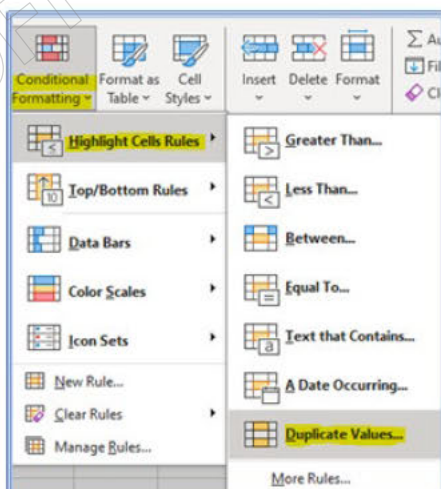 Conditional Formatting
Format as Table
Cell Styles
Insert
Delete
Format
Σ
Highlight Cells Rules
Top/Bottom Rules
10
Data Bars
Color Scales
Icon Sets
New Rule...
Clear Rules
Manage Rules...
Greater Than...
Less Than...
Between...
Equal To...
Text that Contains...
A Date Occurring...
Duplicate Values...
More Rules...